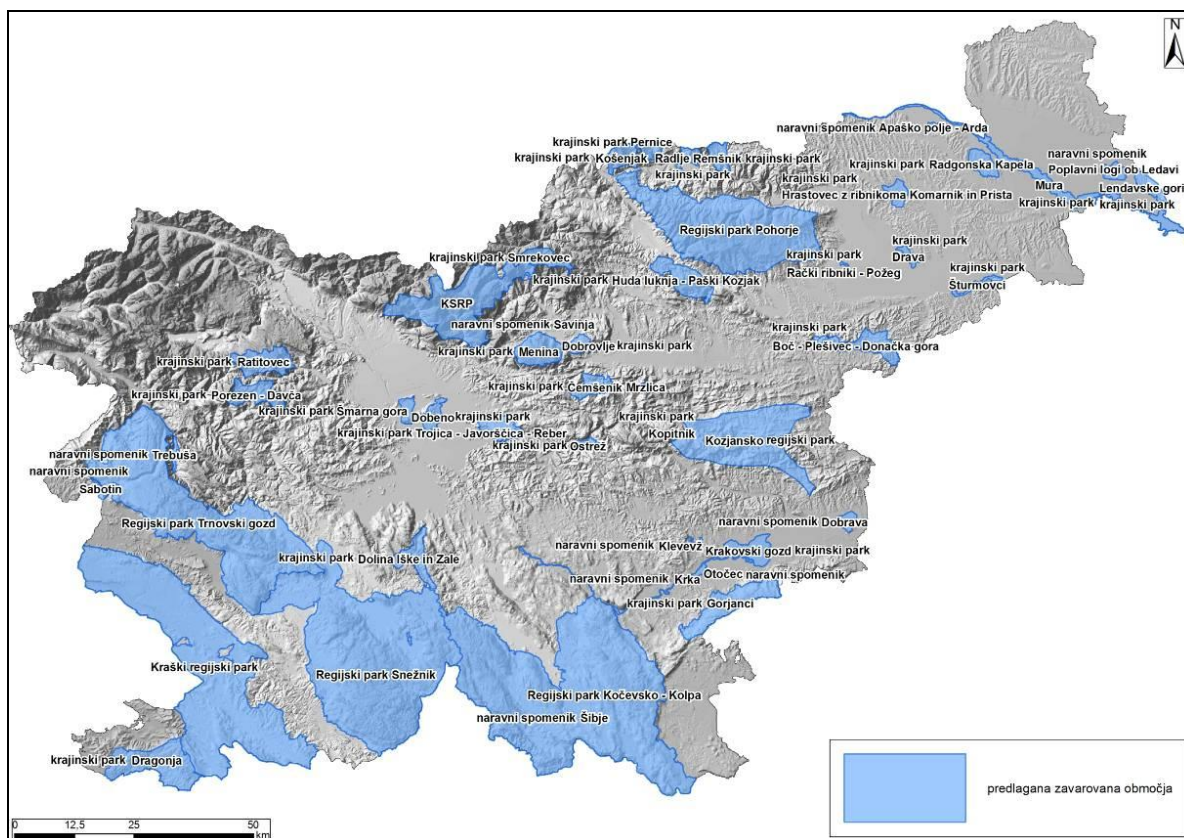 N
naravni spomenik Apaško polje - Arda
krajinski park Pernice
krajinski park Košenjak Radlje Remšnik krajinski park
krajinski park
krajinski park Radgonska Kapela
naravni spomenik
Poplavni logi ob Ledavi
krajinski park
Hrastovec z ribnikoma Komarnik in Prista
Mura
krajinski park
Lendavske gori
krajinski park
Regijski park Pohorje
krajinski park
Drava
krajinski park
Rački ribniki - Požeg
krajinski park Smrekovec
krajinski park Huda luknja - Paški Kozjak
krajinski park
Šturmovci
KSRP
naravni spomenik Savinja
krajinski park Menina
Dobrovlje krajinski park
krajinski park
Boč - Plešivec - Donačka gora
krajinski park Ratitovec
krajinski park Porezen - Davča
krajinski park Čemšenik Mrzlica
krajinski park Šmarna gora
Dobeno krajinski park
krajinski park Trojica - Javorščica - Reber
krajinski park Ostrež
krajinski park
Kopitnik
Kozjansko regijski park
naravni spomenik Trebuša
naravni spomenik
Sabotin
Regijski park Trnovski gozd
naravni spomenik Dobrava
krajinski park Dolina Iške in Zale
naravni spomenik Klevevž
Krakovski gozd krajinski park
naravni spomenik Krka
Otočec naravni spomenik
krajinski park Gorjanci
Kraški regijski park
Regijski park Snežnik
Regijski park Kočevsko - Kolpa
naravni spomenik Šibje
krajinski park Dragonja
predlagana zavarovana območja
0 12,5 25 50
km